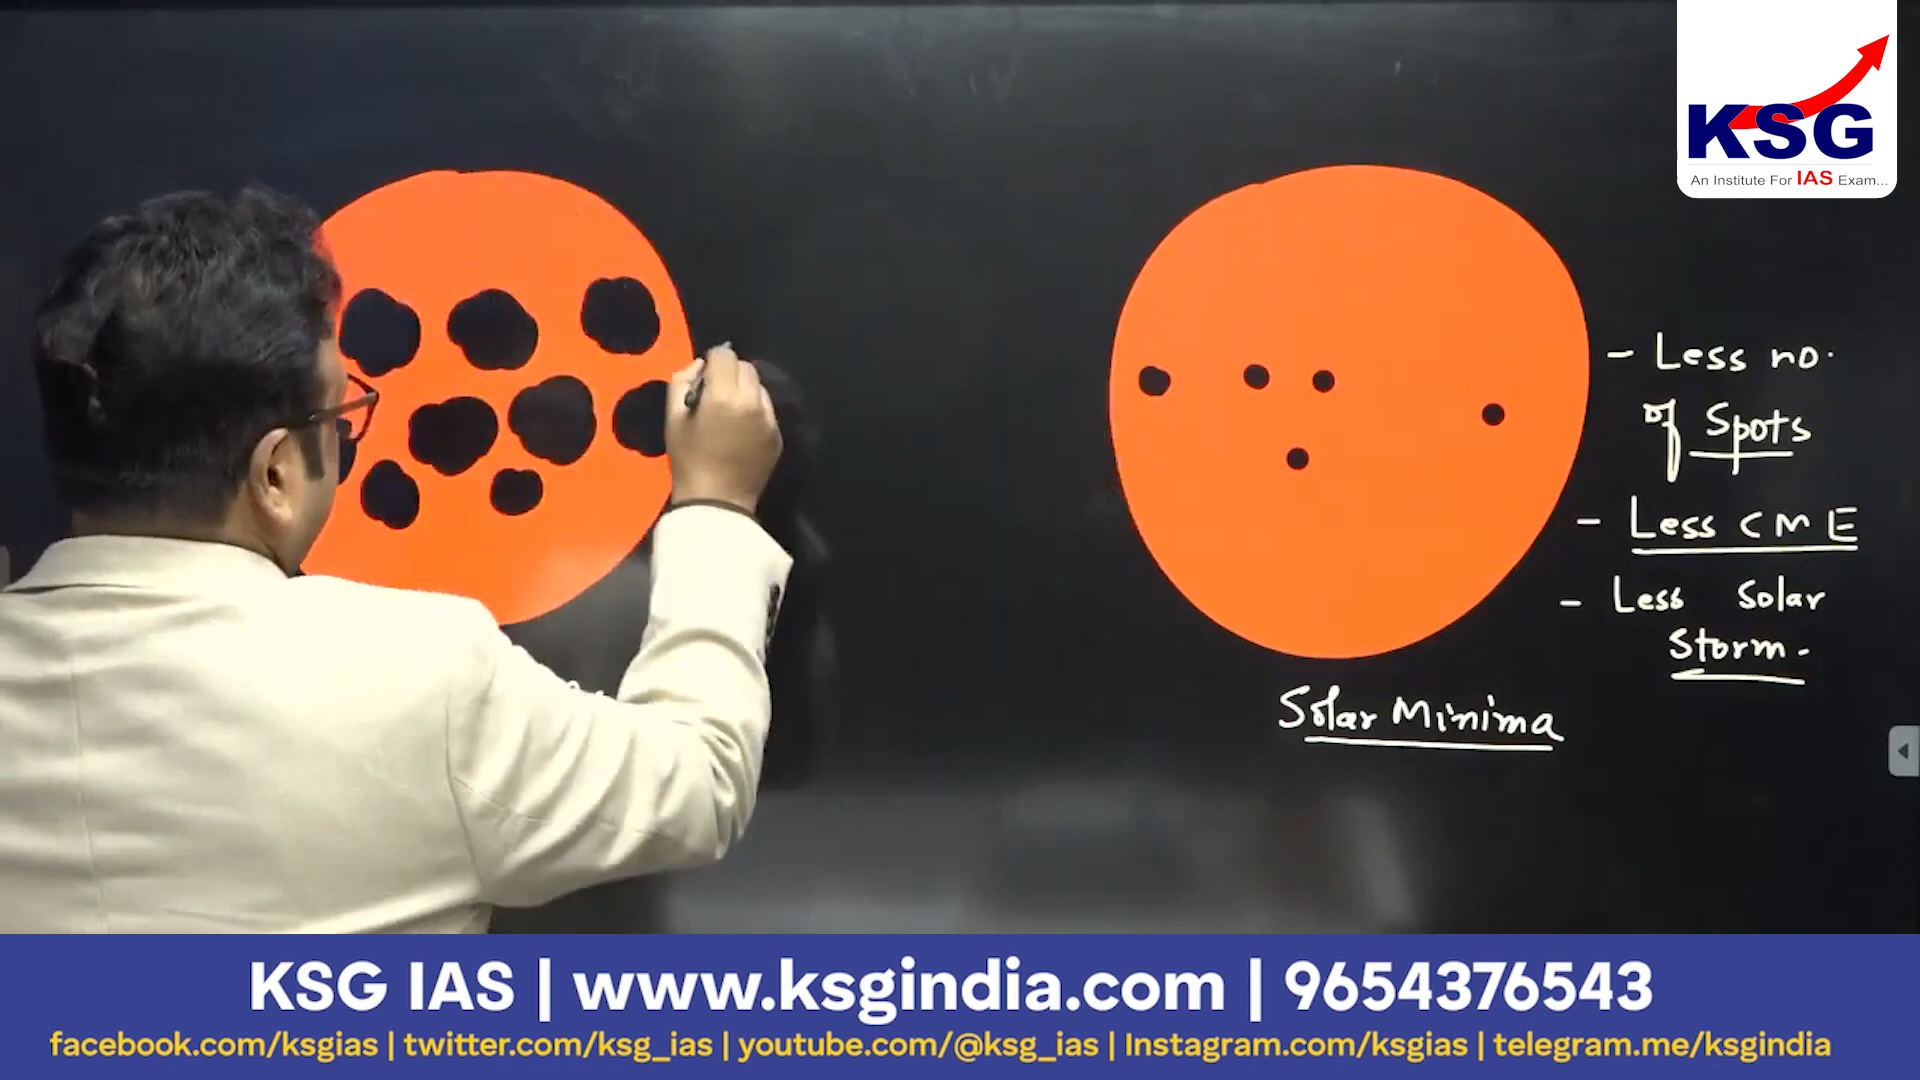 KSG
An Institute For IAS Exam...
- Less no.
of Spots
- Less CME
- Less Solar
Storm.
Solar Minima
KSG IAS | www.ksgindia.com | 9654376543
facebook.com/ksgias | twitter.com/ksg_ias | youtube.com/@ksg_ias | Instagram.com/ksgias | telegram.me/ksgindia